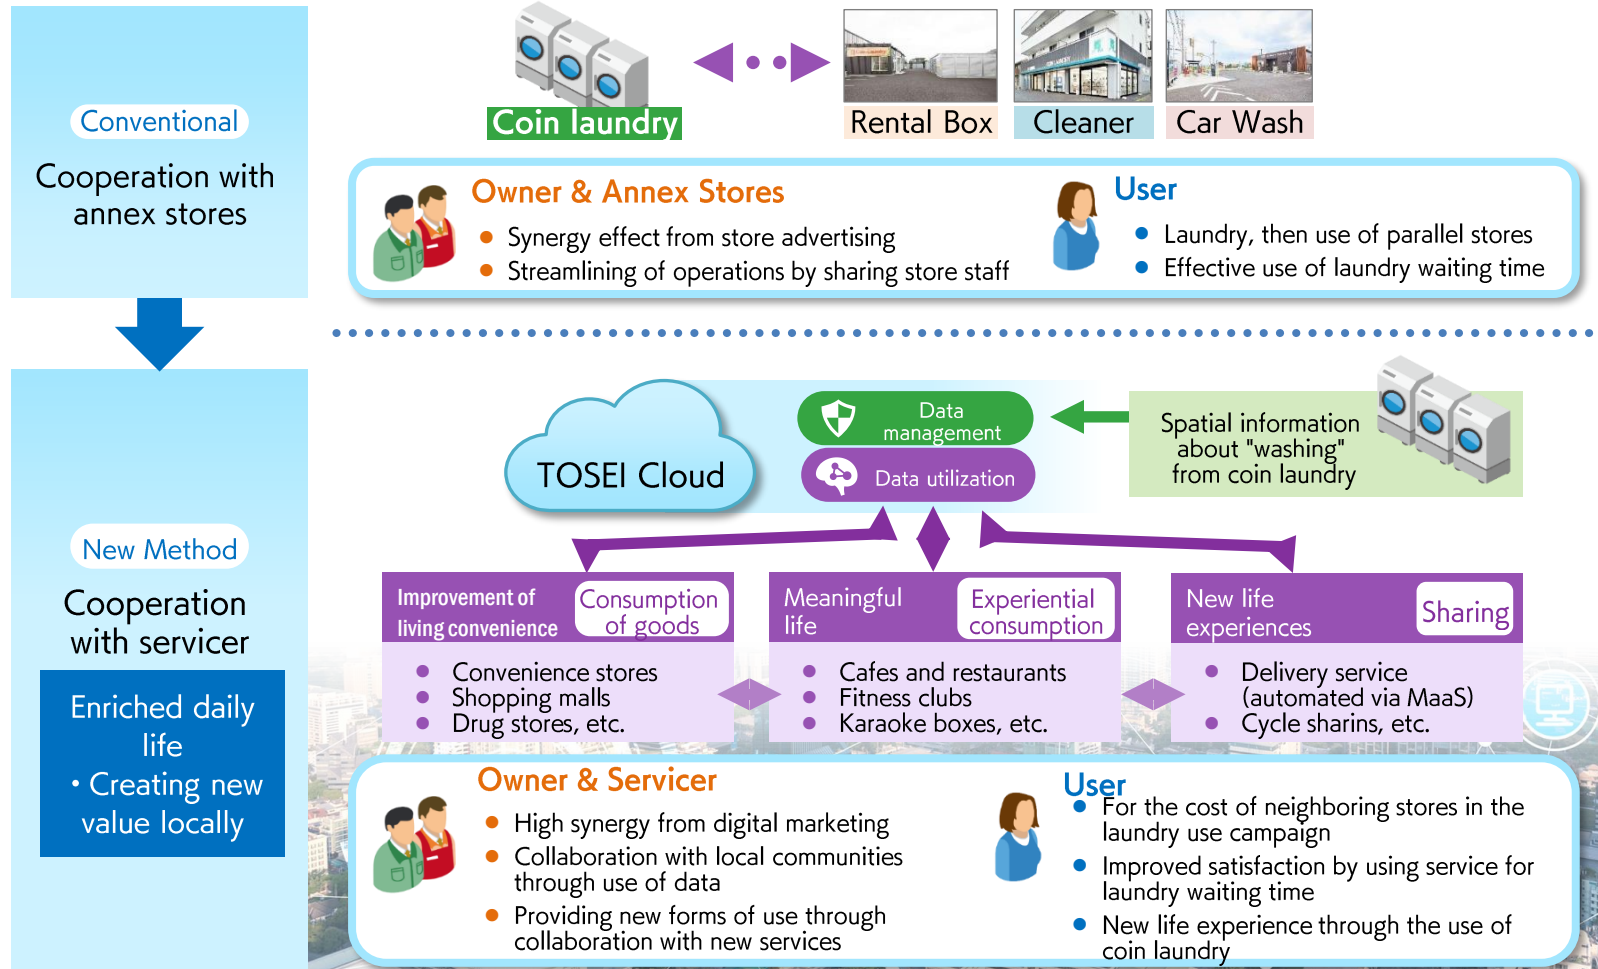 Conventional
Cooperation with
annex stores
Coin laundry
Rental Box
Cleaner
Car Wash
Owner & Annex Stores
Synergy effect from store advertising
Streamlining of operations by sharing store staff
User
Laundry, then use of parallel stores
Effective use of laundry waiting time
New Method
Cooperation
with servicer
Enriched daily
life
・Creating new
value locally
TOSEI Cloud
Data
management
Data utilization
Spatial information
about "washing"
from coin laundry
Improvement of
living convenience
Consumption
of goods
Convenience stores
Shopping malls
Drug stores, etc.
Meaningful
life
Experiential
consumption
Cafes and restaurants
Fitness clubs
Karaoke boxes, etc.
New life
experiences
Sharing
Delivery service
(automated via MaaS)
Cycle sharins, etc.
Owner & Servicer
High synergy from digital marketing
Collaboration with local communities
through use of data
Providing new forms of use through
collaboration with new services
User
For the cost of neighboring stores in the
laundry use campaign
Improved satisfaction by using service for
laundry waiting time
New life experience through the use of
coin laundry